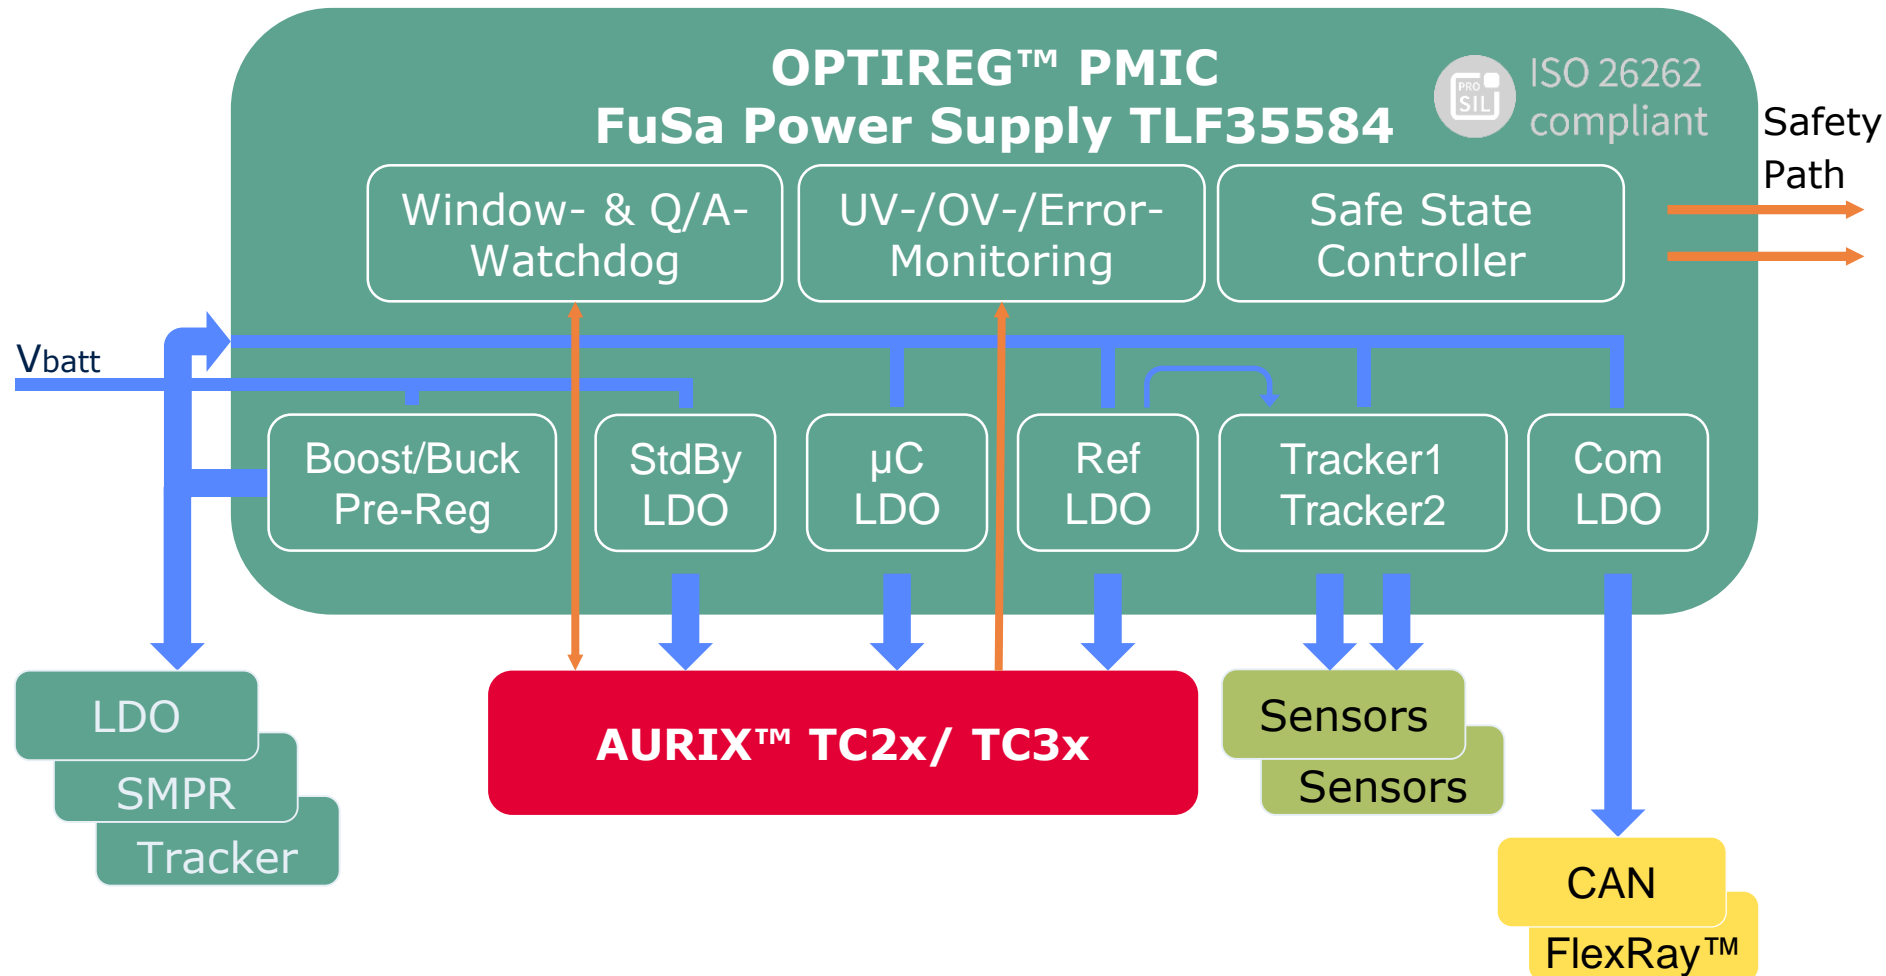 OPTIREG™ PMIC
FuSa Power Supply TLF35584
PRO
SIL
ISO 26262
compliant
Safety
Path
Window- & Q/A-
Watchdog
UV-/OV-/Error-
Monitoring
Safe State
Controller
Vbatt
Boost/Buck
Pre-Reg
StdBy
LDO
µC
LDO
Ref
LDO
Tracker1
Tracker2
Com
LDO
LDO
SMPR
Tracker
AURIX™ TC2x/ TC3x
Sensors
Sensors
CAN
FlexRay™